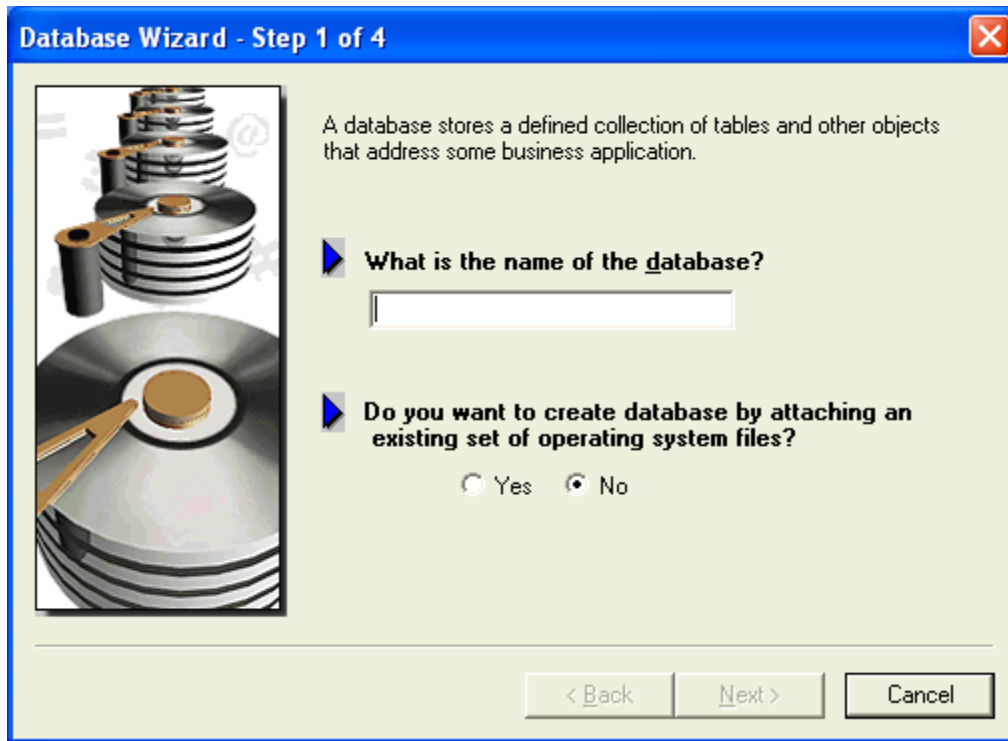 Database Wizard - Step 1 of 4
A database stores a defined collection of tables and other objects
that address some business application.
What is the name of the database?
Do you want to create database by attaching an
existing set of operating system files?
Yes No
< Back Next > Cancel